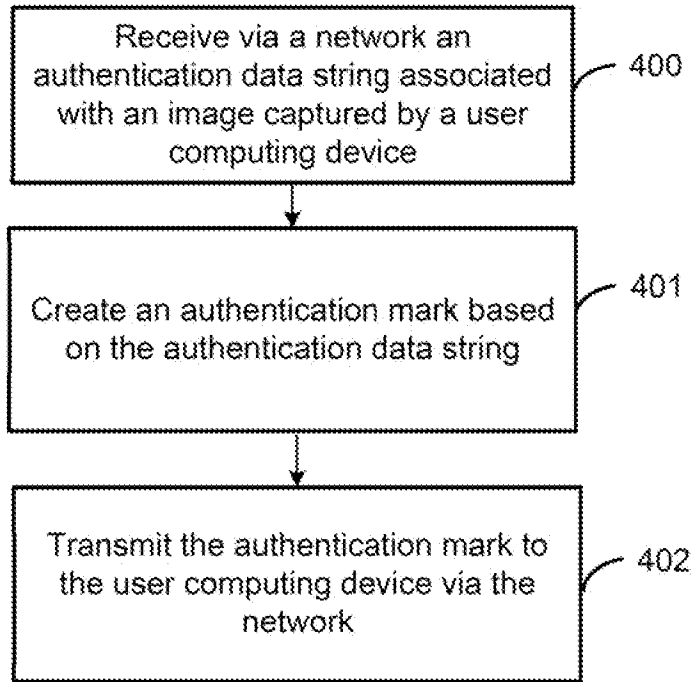 Receive via a network an
authentication data string associated
with an image captured by a user
computing device
400
Create an authentication mark based
on the authentication data string
401
Transmit the authentication mark to
the user computing device via the
network
402